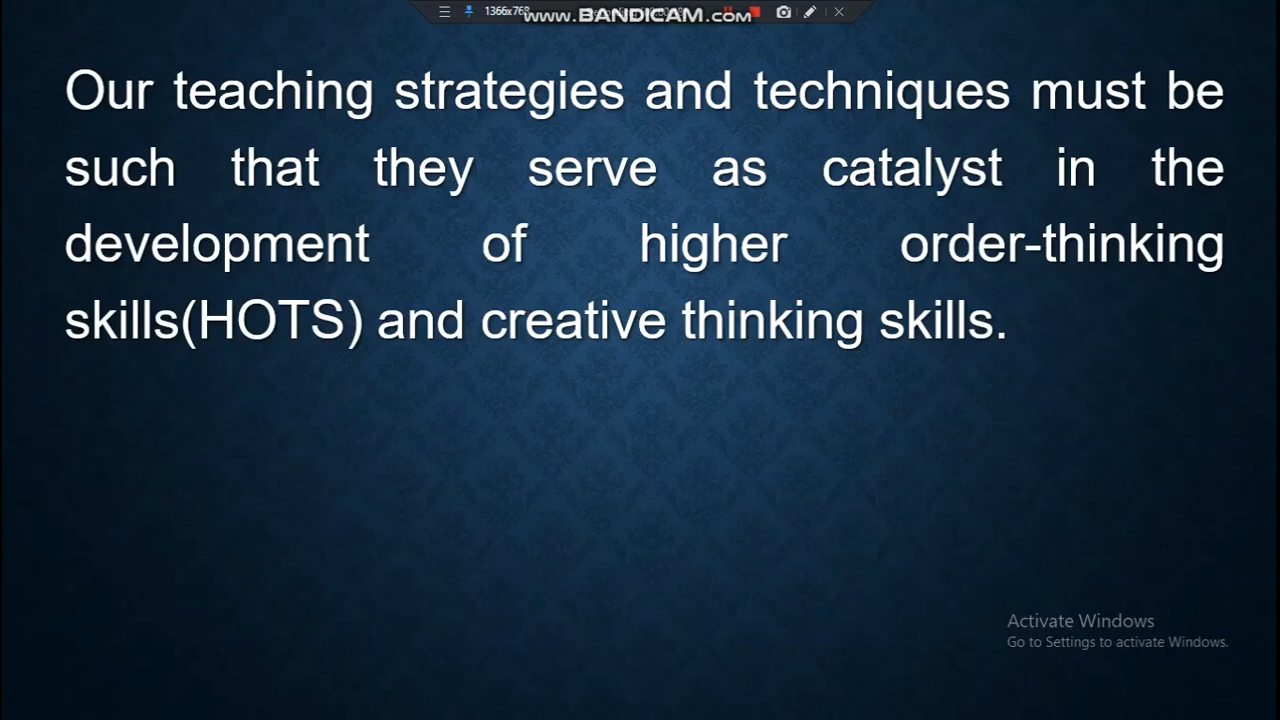 1366x768
www.BANDICAM.com
Our teaching strategies and techniques must be
such that they serve as catalyst in the
development of higher order-thinking
skills(HOTS) and creative thinking skills.
Activate Windows
Go to Settings to activate Windows.